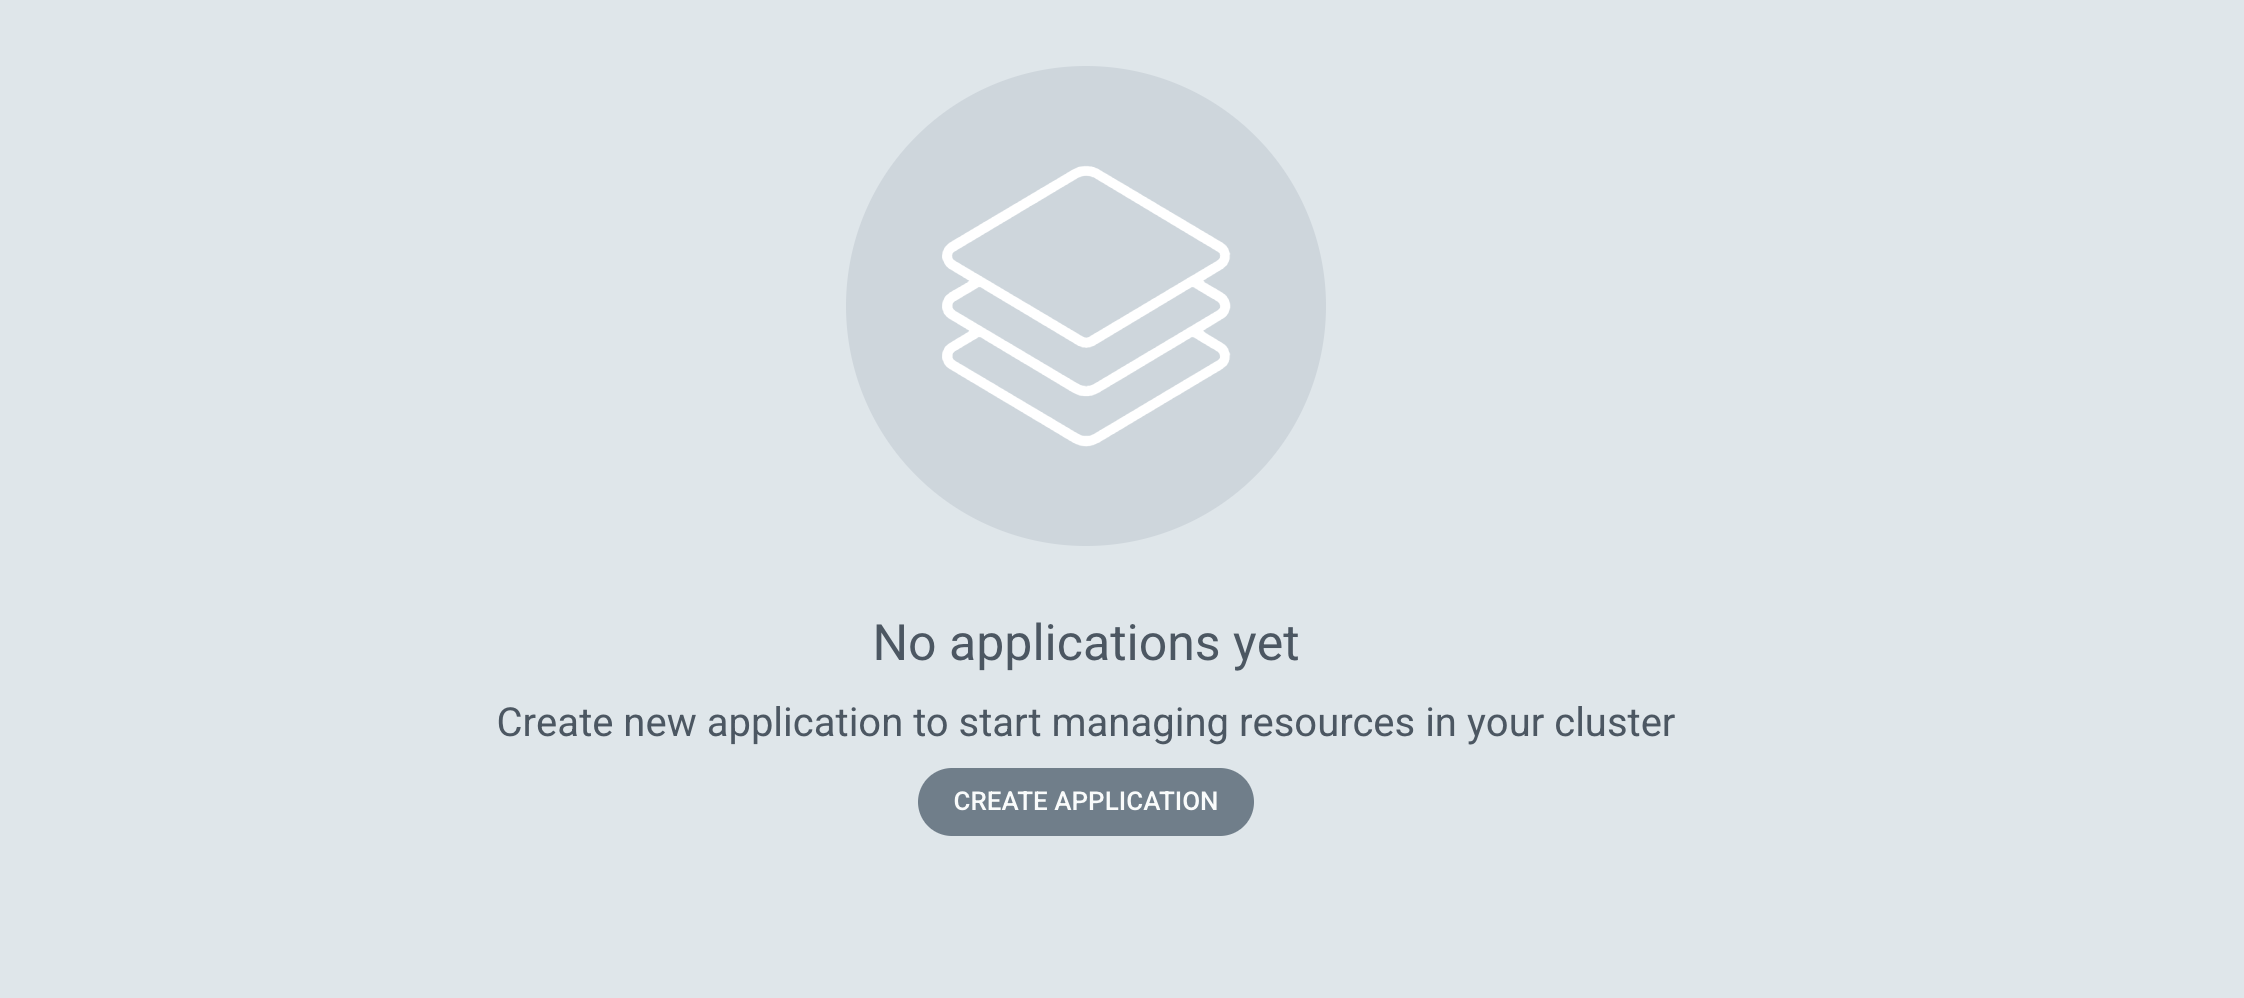 No applications yet
Create new application to start managing resources in your cluster
CREATE APPLICATION